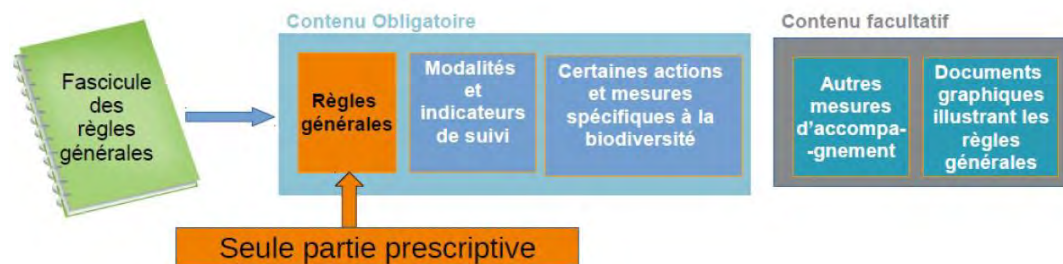 Contenu Obligatoire
Contenu facultatif
Fascicule
des
règles
générales
Règles
générales
Modalités
et
indicateurs
de suivi
Certaines actions
et mesures
spécifiques à la
biodiversité
Autres
mesures
d’accompa-
-gnement
Documents
graphiques
illustrant les
règles
générales
Seule partie prescriptive